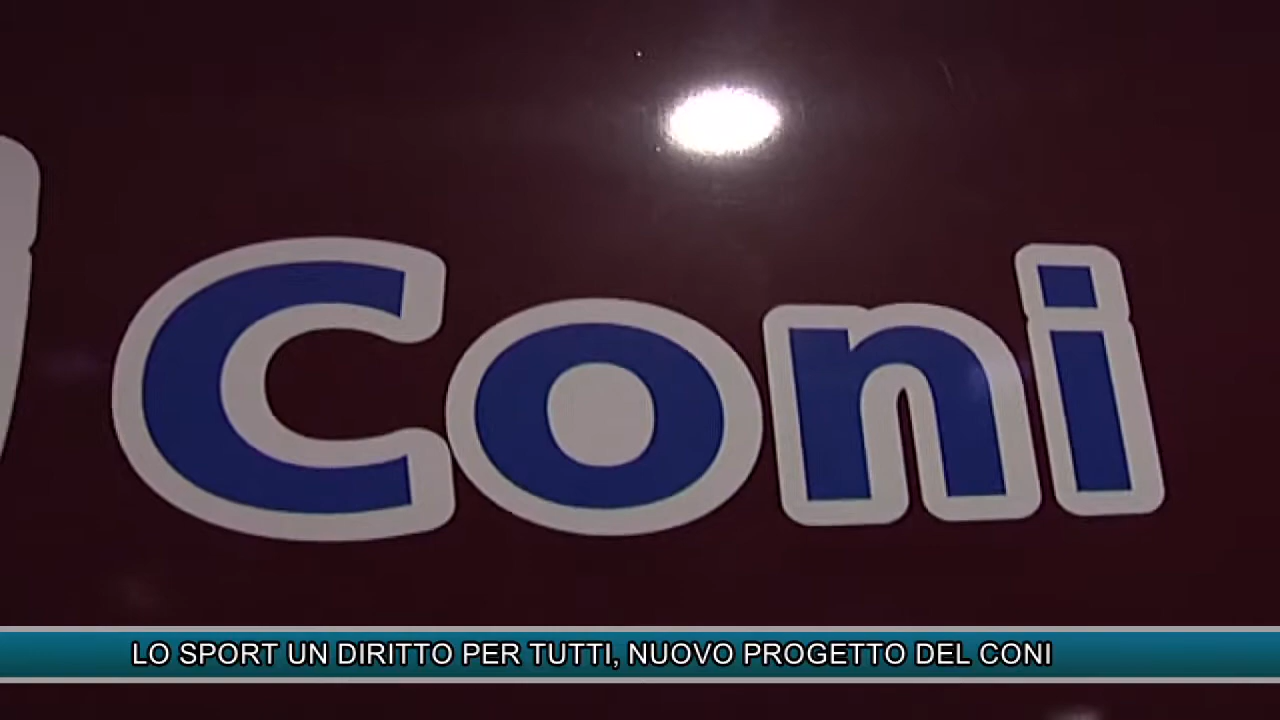 Coni
LO SPORT UN DIRITTO PER TUTTI, NUOVO PROGETTO DEL CONI